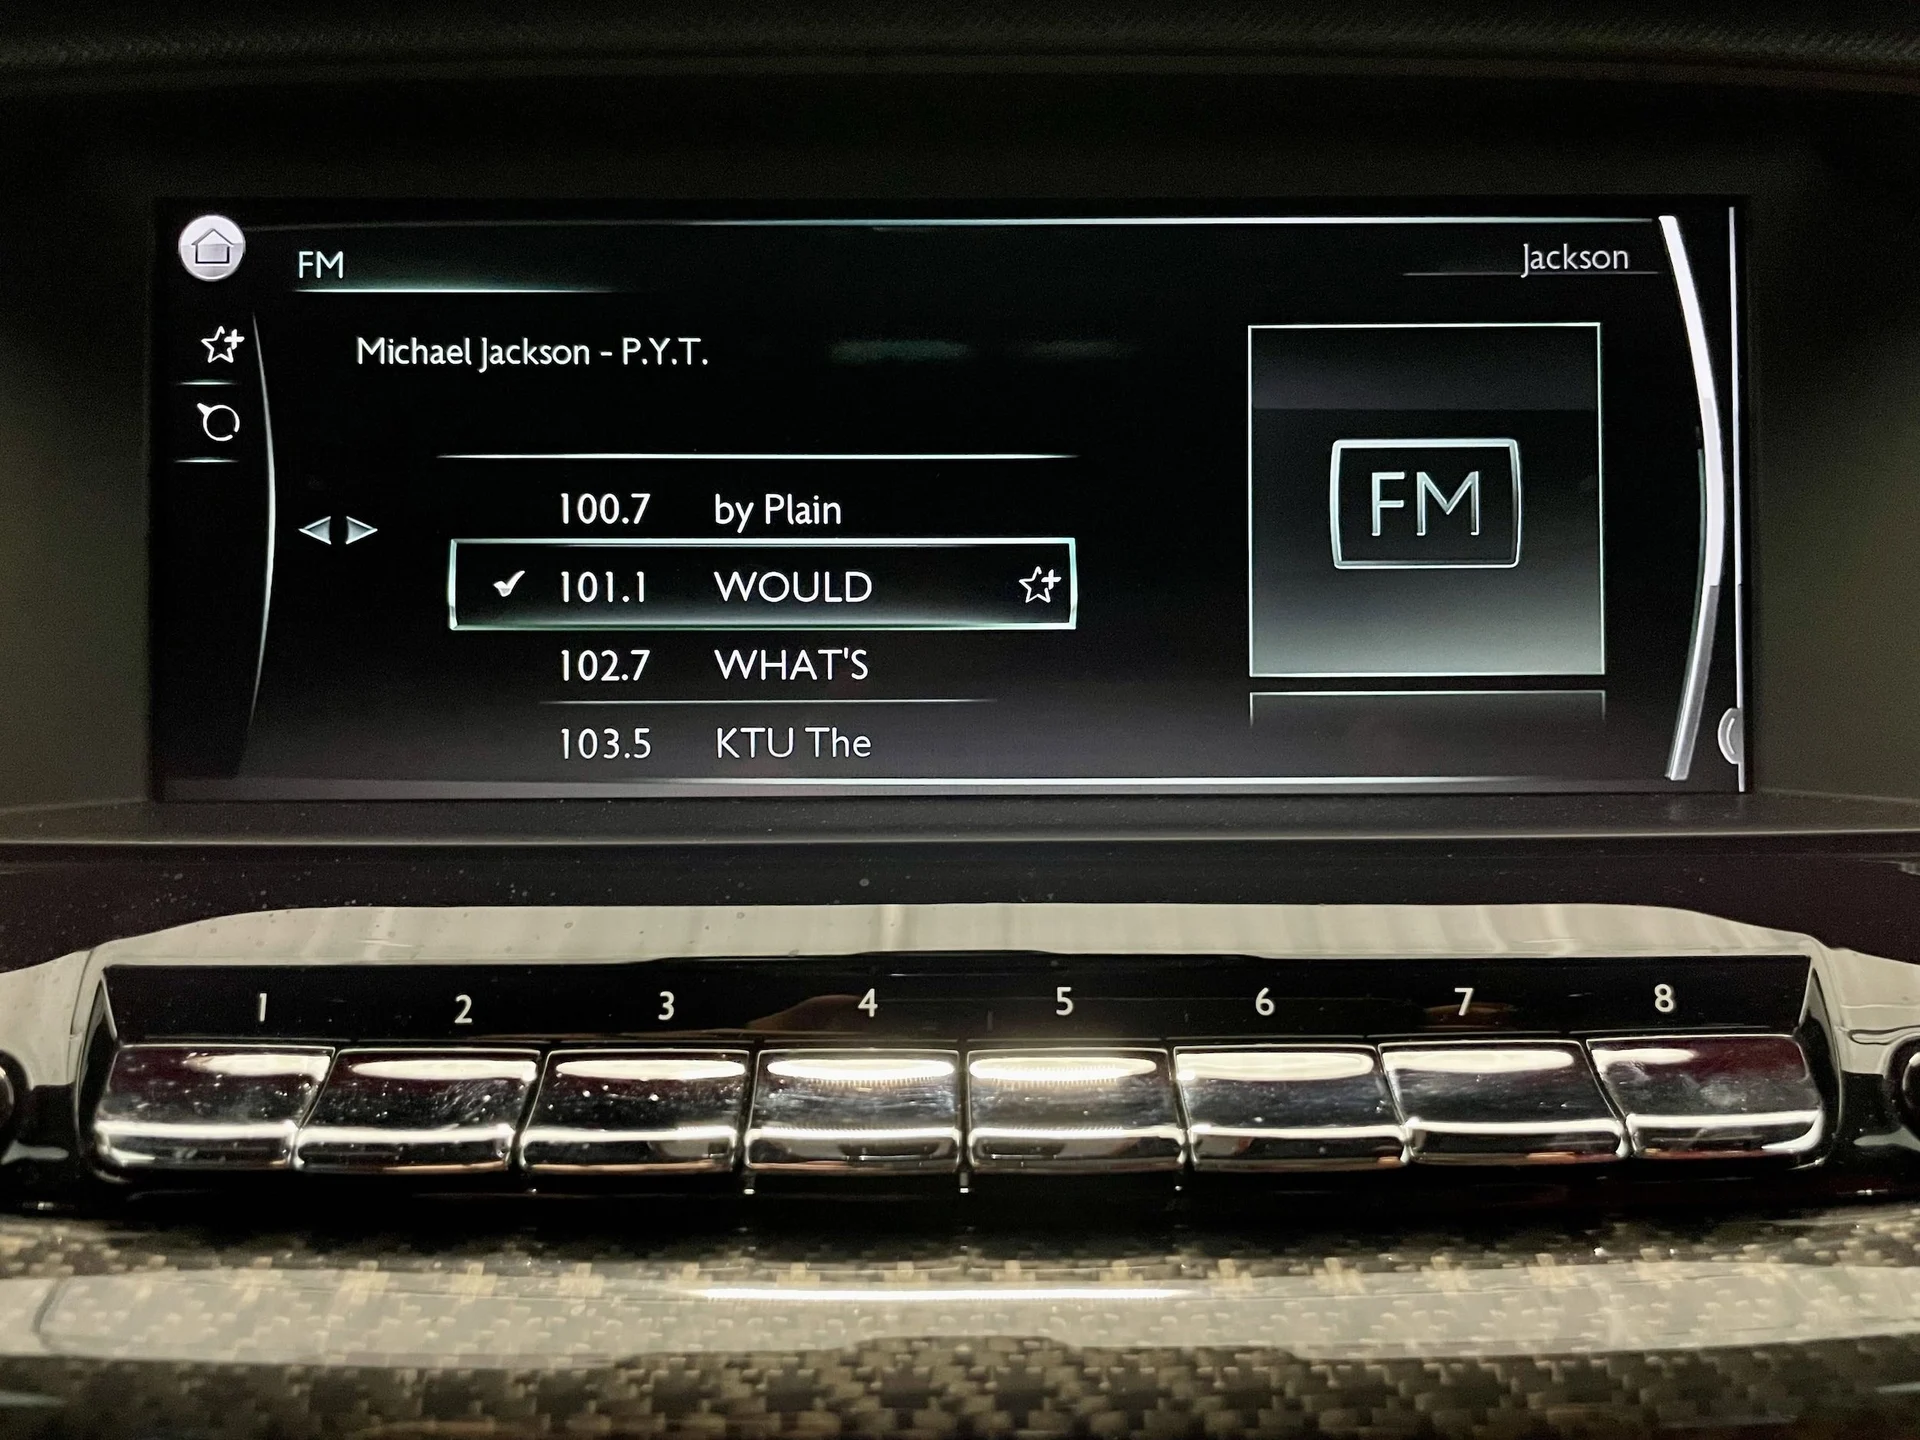 FM
Jackson
Michael Jackson - P.Y.T.
100.7 by Plain
101.1 WOULD
102.7 WHAT'S
103.5 KTU The
FM
1 2 3 4 5 6 7 8